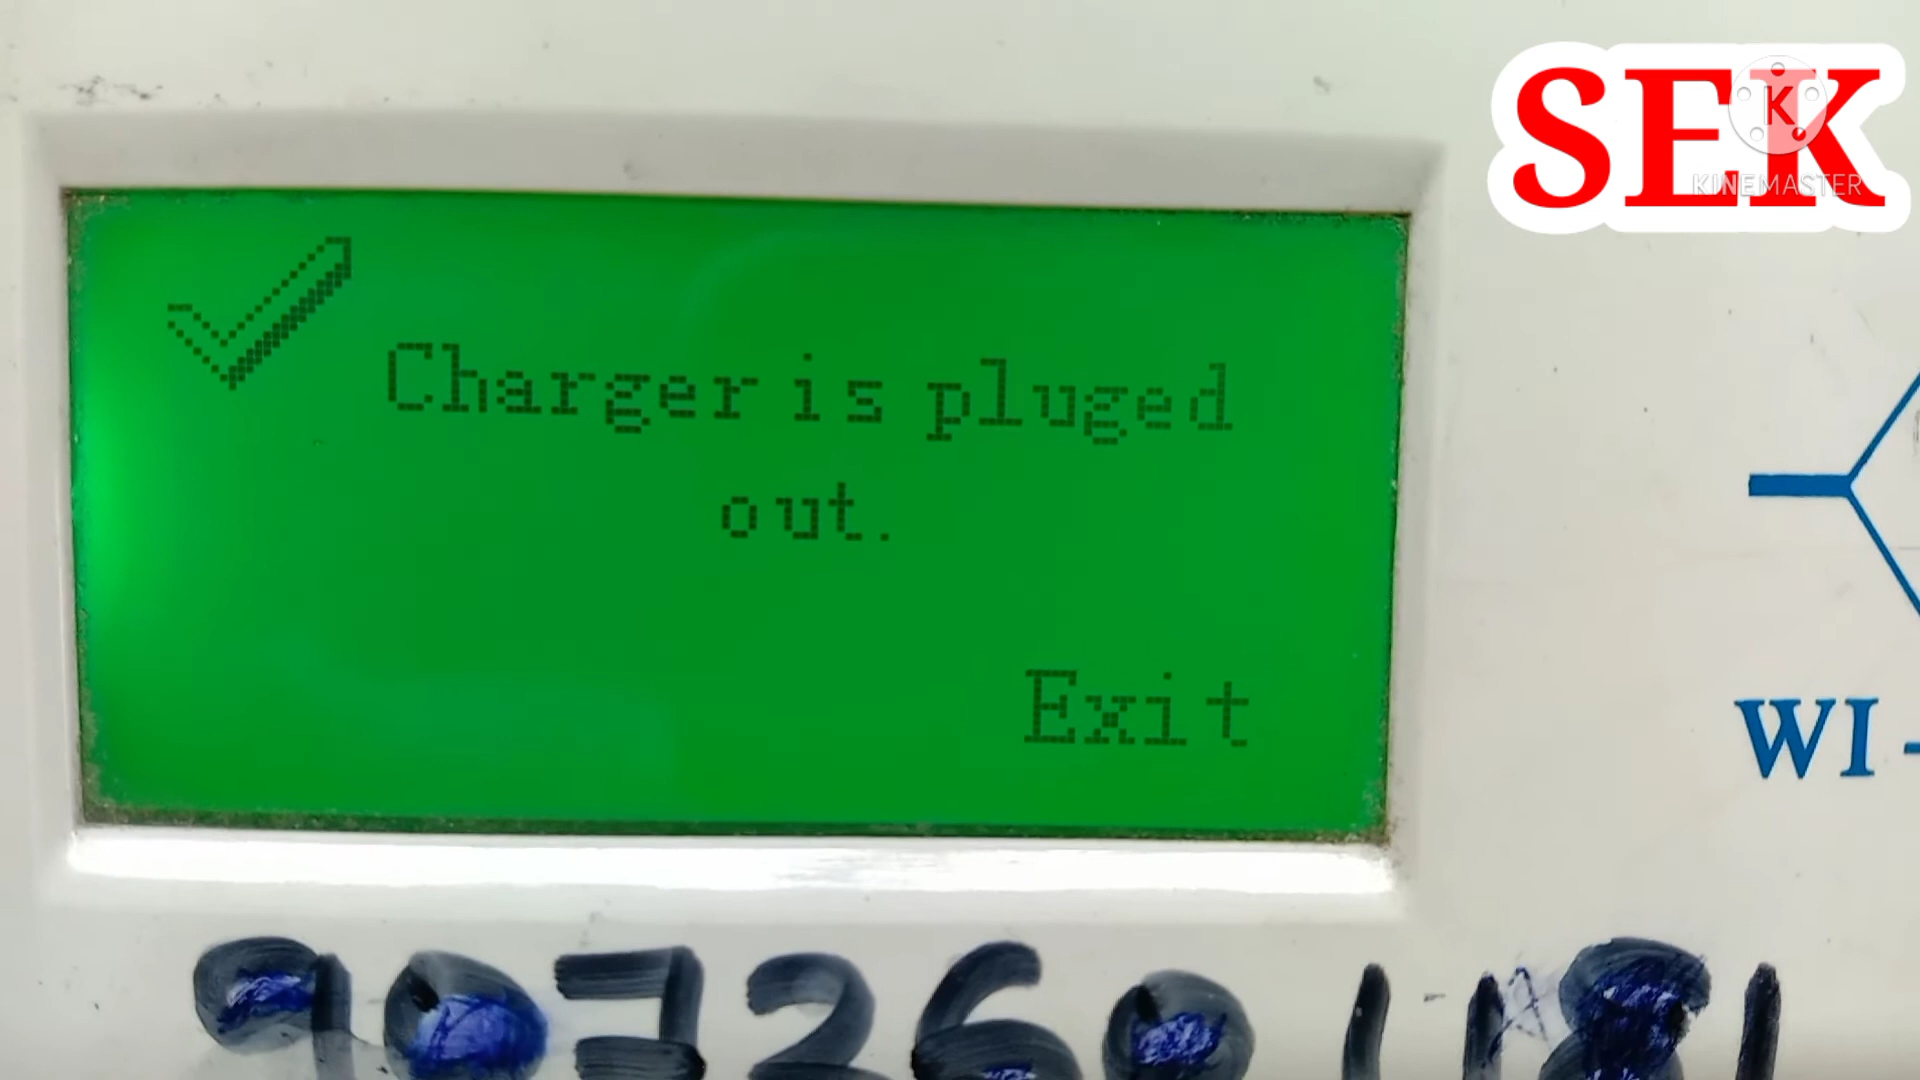 SEK
K
KINEMASTER
Charger is pluged
out.
Exit
WI-